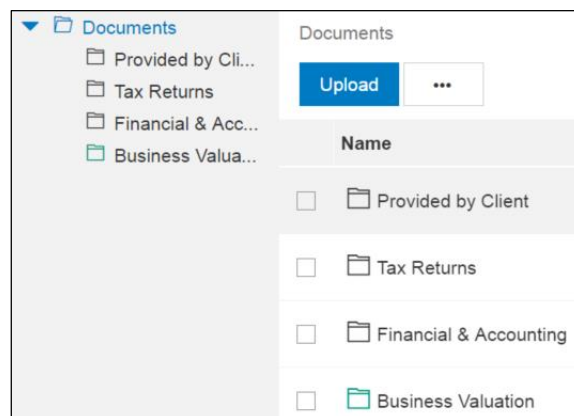 Documents
Provided by Cli...
Tax Returns
Financial & Acc...
Business Valua...
Documents
Upload
•••
Name
Provided by Client
Tax Returns
Financial & Accounting
Business Valuation